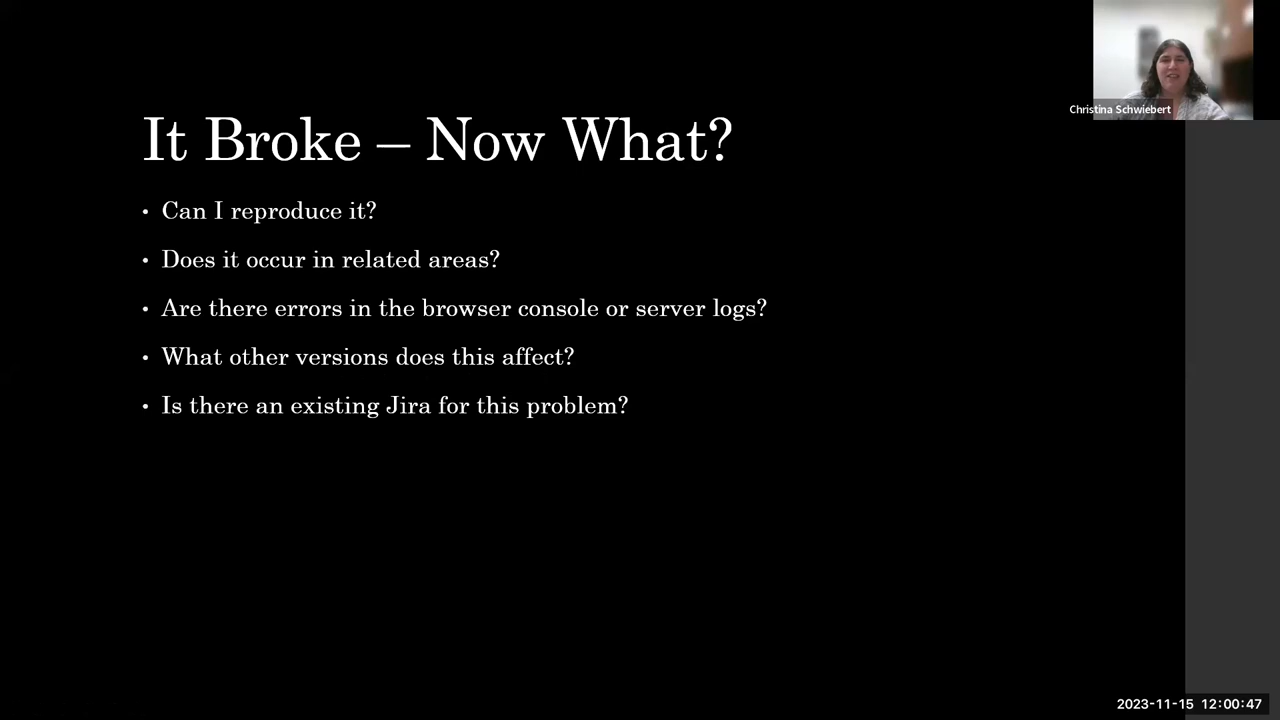 Christina Schwiebert
It Broke – Now What?
• Can I reproduce it?
• Does it occur in related areas?
• Are there errors in the browser console or server logs?
• What other versions does this affect?
• Is there an existing Jira for this problem?
2023-11-15 12:00:47